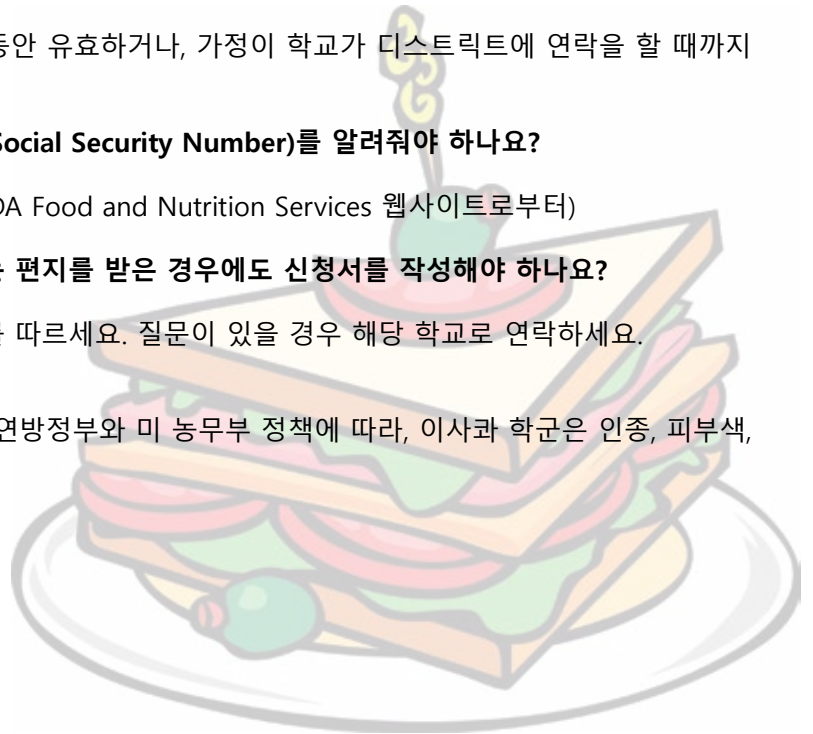 동안 유효하거나, 가정이 학교가 디스트릭트에 연락을 할 때까지
Social Security Number)를 알려줘야 하나요?
DA Food and Nutrition Services 웹사이트로부터)
는 편지를 받은 경우에도 신청서를 작성해야 하나요?
를 따르세요. 질문이 있을 경우 해당 학교로 연락하세요.
연방정부와 미 농무부 정책에 따라, 이사콰 학군은 인종, 피부색,